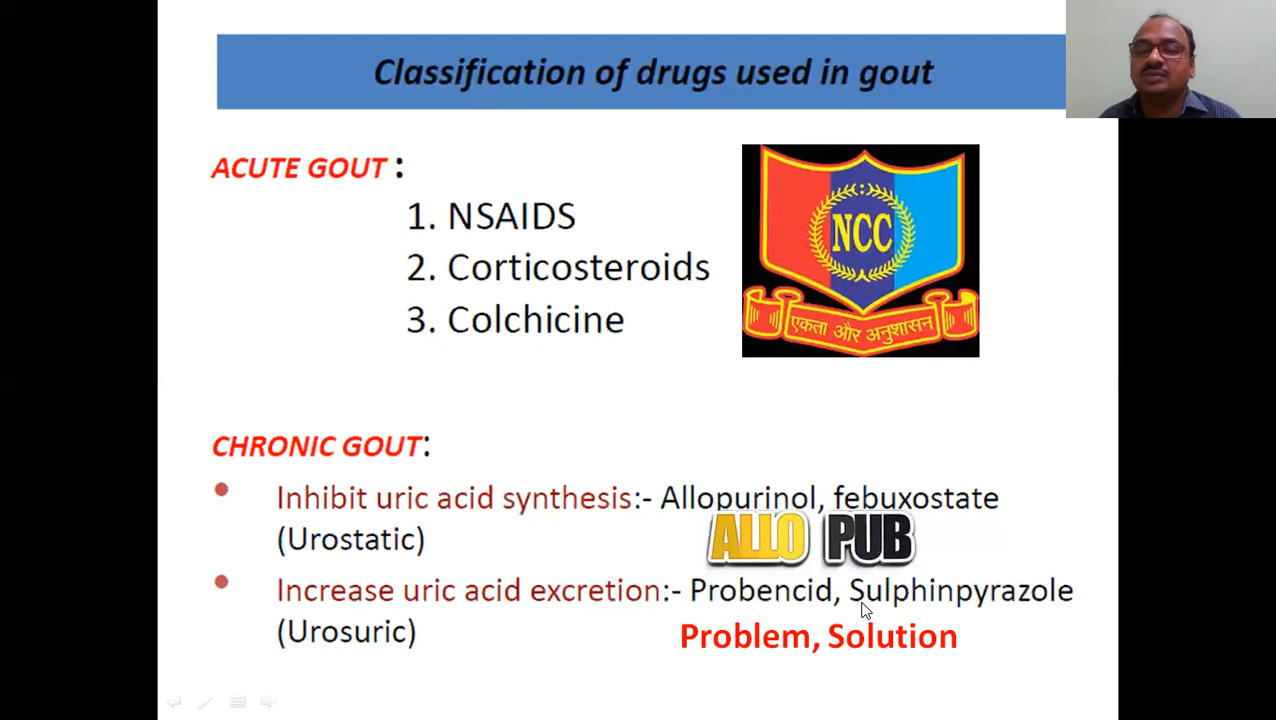 Classification of drugs used in gout
ACUTE GOUT :
1. NSAIDS
2. Corticosteroids
3. Colchicine
NCC
एकता और अनुशासन
CHRONIC GOUT:
• Inhibit uric acid synthesis:- Allopurinol, febuxostate
(Urostatic)
ALLO PUB
• Increase uric acid excretion:- Probencid, Sulphinpyrazole
(Urosuric)
Problem, Solution